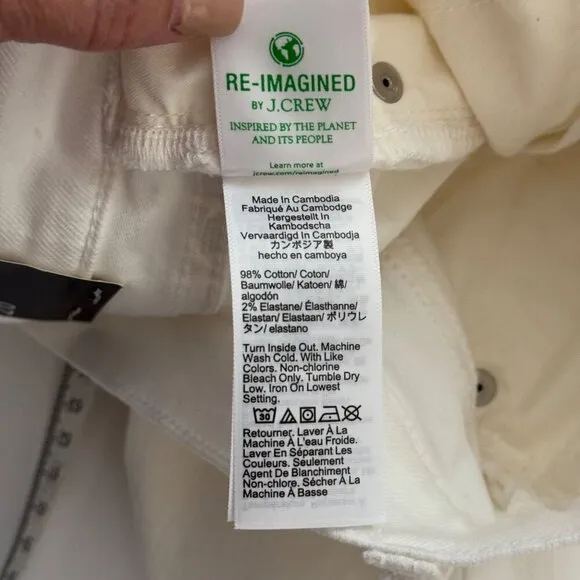 RE-IMAGINED
BY J.CREW
INSPIRED BY THE PLANET
AND ITS PEOPLE
Learn more at
jcrew.com/reimagined
Made In Cambodia
Fabriqué Au Cambodge
Hergestellt In
Kambodscha
Vervaardigd In Cambodja
カンボジア製
hecho en camboya
98% Cotton/ Coton/
Baumwolle/ Katoen/ 綿/
algodón
2% Elastane/ Élasthanne/
Elastan/ Elastaan/ ポリウレ
タン/ elastano
Turn Inside Out. Machine
Wash Cold. With Like
Colors. Non-chlorine
Bleach Only. Tumble Dry
Low. Iron On Lowest
Setting.
30
Retourner. Laver À La
Machine À L'eau Froide.
Laver En Séparant Les
Couleurs. Seulement
Agent De Blanchiment
Non-chlore. Sécher À La
Machine À Basse